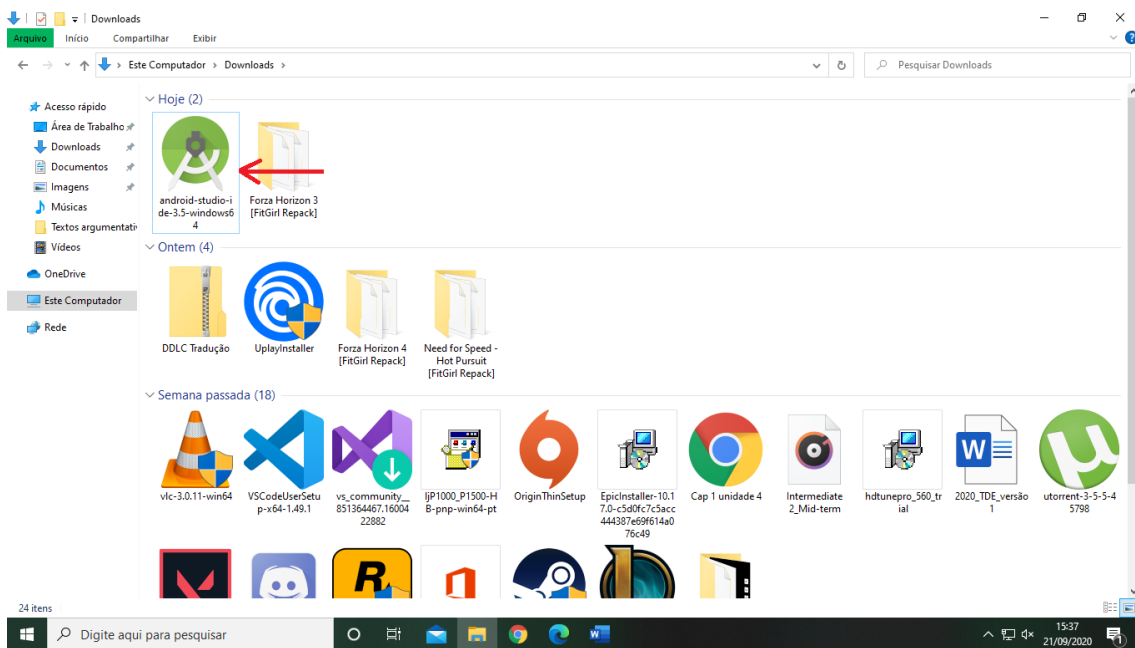 Downloads
Arquivo Início Compartilhar Exibir
Este Computador Downloads
Pesquisar Downloads
Acesso rápido
Área de Trabalho
Downloads
Documentos
Imagens
Músicas
Textos argumentativ
Vídeos
OneDrive
Este Computador
Rede
Hoje (2)
android-studio-i
de-3.5-windows6
4
Forza Horizon 3
[FitGirl Repack]
Ontem (4)
DDLC Tradução
UplayInstaller
Forza Horizon 4
[FitGirl Repack]
Need for Speed -
Hot Pursuit
[FitGirl Repack]
Semana passada (18)
vlc-3.0.11-win64
VSCodeUserSetu
p-x64-1.49.1
vs_community__
851364467.16004
22882
ljP1000_P1500-H
B-pnp-win64-pt
OriginThinSetup
EpicInstaller-10.1
7.0-c5d0fc7c5acc
444387e69f614a0
76c49
Cap 1 unidade 4
Intermediate
2_Mid-term
hdtunepro_560_tr
ial
W
2020_TDE_versão
1
utorrent-3-5-5-4
5798
R
24 itens
Digite aqui para pesquisar
15:37
21/09/2020
1